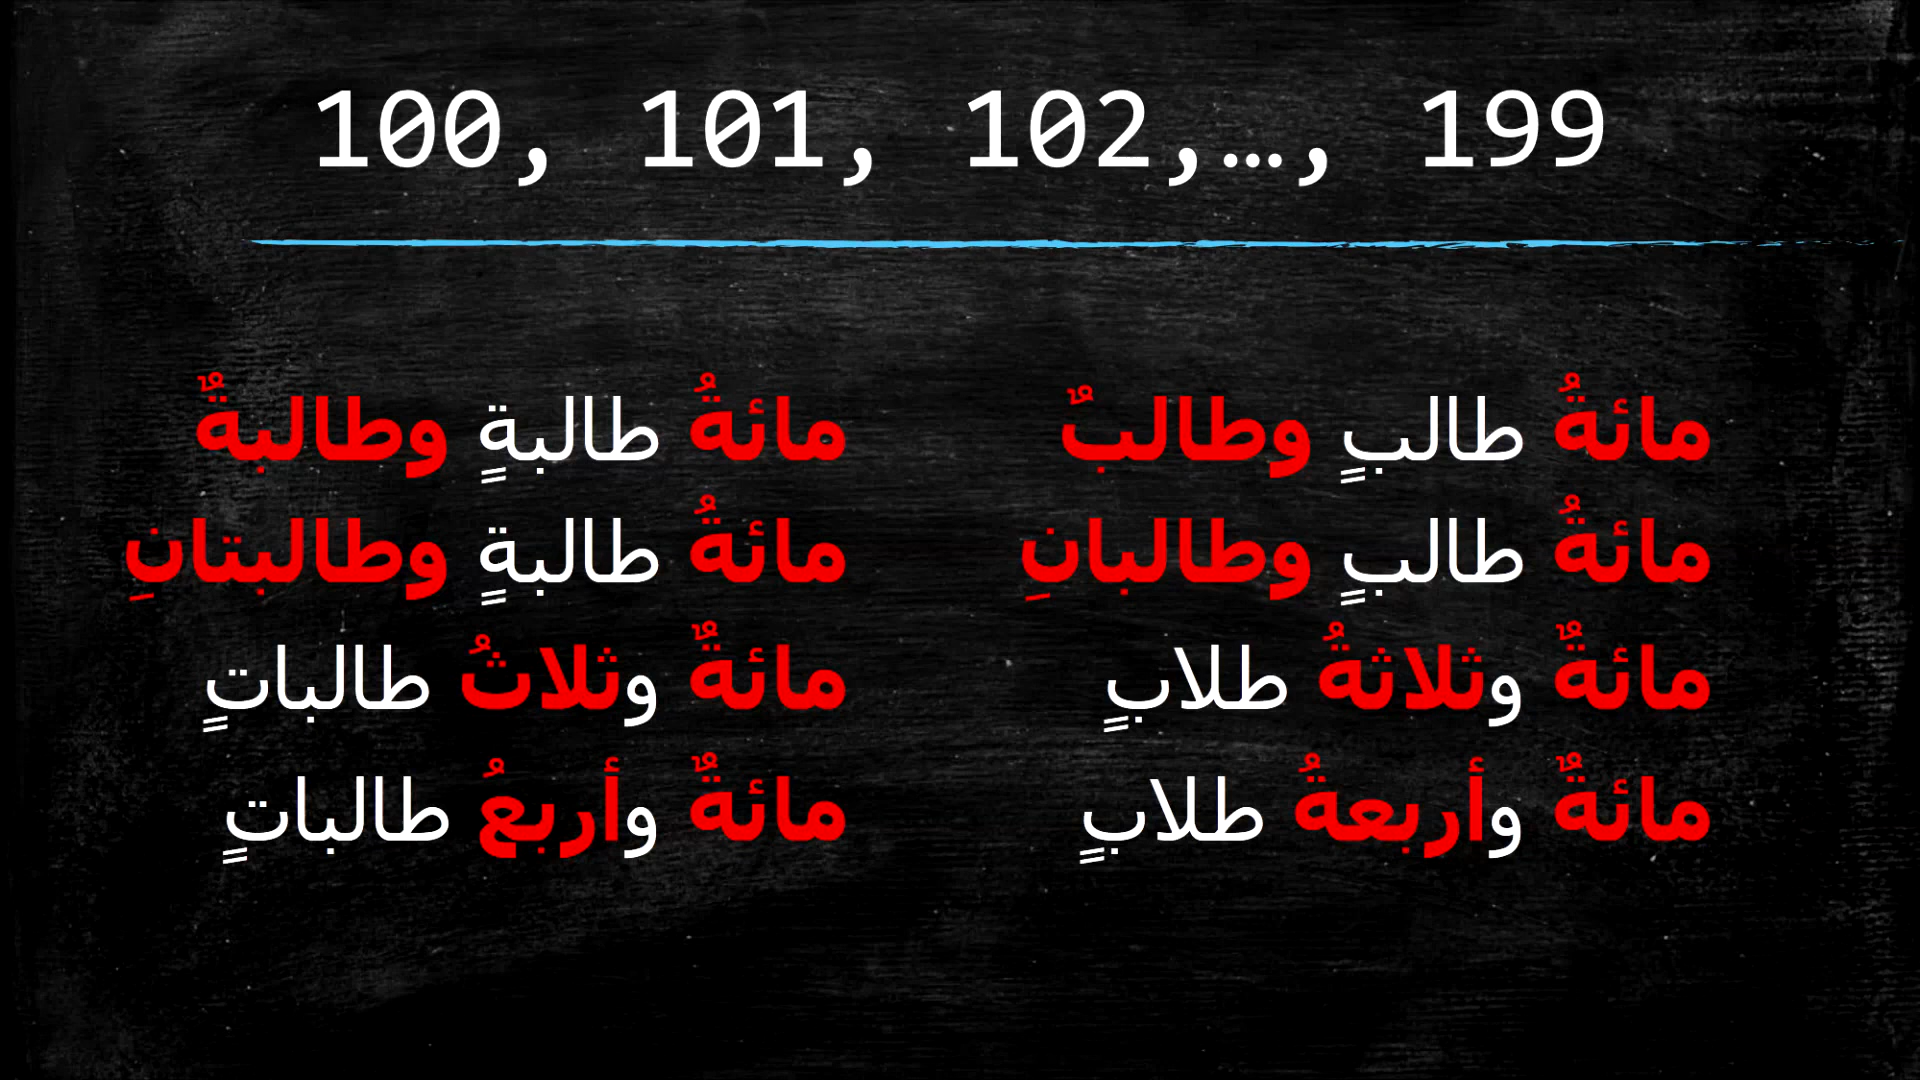 100, 101, 102,…, 199
مائةُ طالبٍ وطالبٌ
مائةُ طالبةٍ وطالبةٌ
مائةُ طالبٍ وطالبانِ
مائةُ طالبةٍ وطالبتانِ
مائةٌ وثلاثةُ طلابٍ
مائةٌ وثلاثُ طالباتٍ
مائةٌ وأربعةُ طلابٍ
مائةٌ وأربعُ طالباتٍ